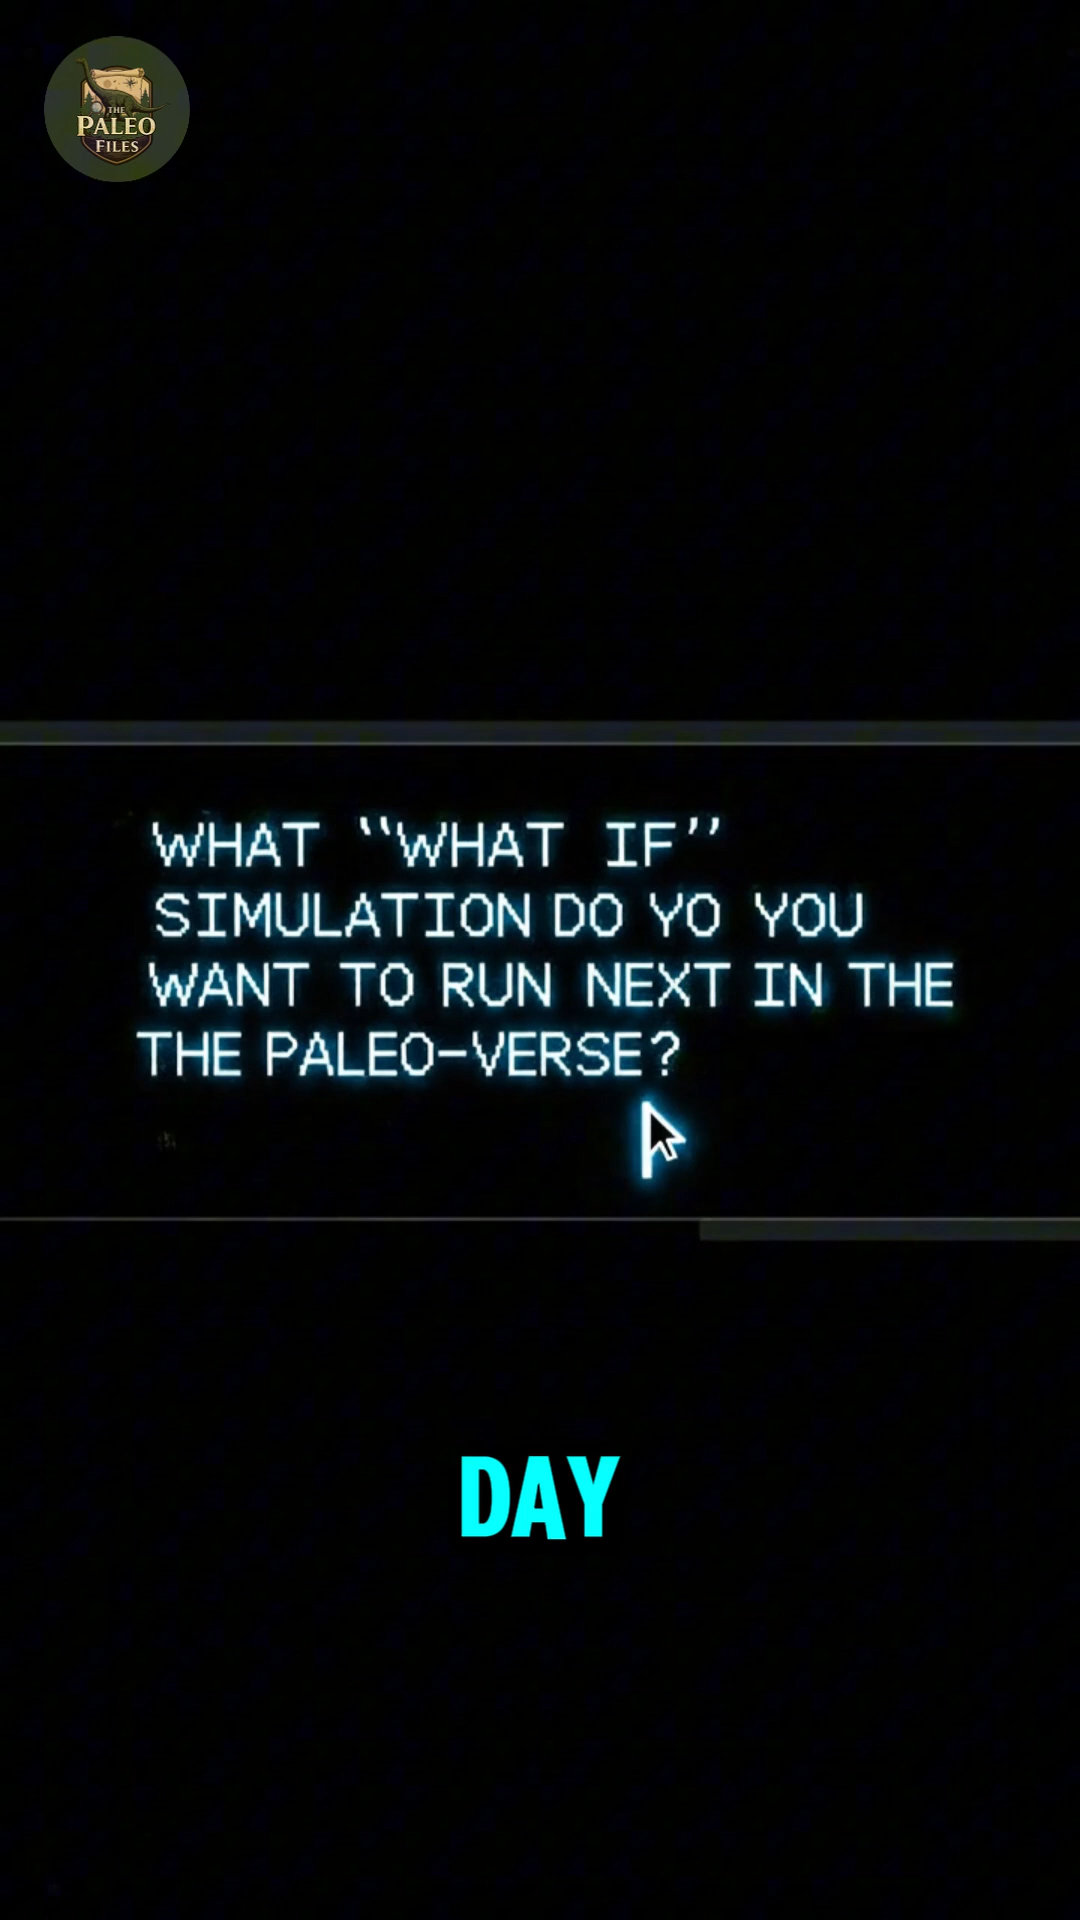 THE
PALEO
FILES
WHAT “WHAT IF”
SIMULATION DO YO YOU
WANT TO RUN NEXT IN THE
THE PALEO-VERSE?
DAY